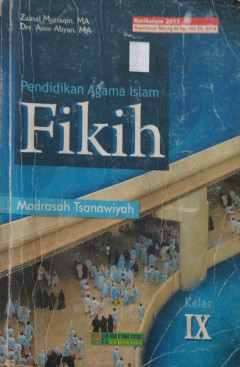 Zainal Muttaqin, MA
Drs. Amir Abyan, MA
Kurikulum 2013
Pendidikan Agama Islam
Fikih
Madrasah Tsanawiyah
Kelas
IX